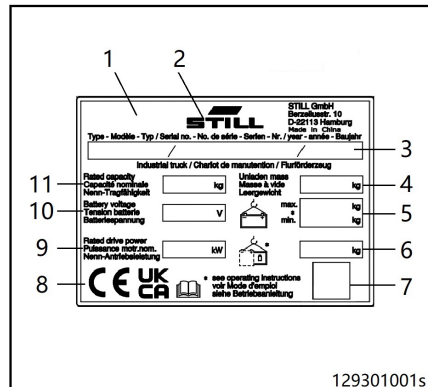 1
2
STILL
STILL GmbH
Berzeliusstr. 10
D-22113 Hamburg
Made in China
Type - Modèle - Typ / Serial no. - No. de série - Serien - Nr. / year - année - Baujahr
/ /
3
Industrial truck / Chariot de manutention / Flurförderzeug
11
Rated capacity
Capacité nominale
Nenn-Tragfähigkeit
kg
Unladen mass
Masse à vide
Leergewicht
kg
4
10
Battery voltage
Tension batterie
Batteriespannung
V
max.
*
min.
kg
kg
5
9
Rated drive power
Puissance motr.nom.
Nenn-Antriebsleistung
kW
*
kg
6
8
CE UK
CA
* see operating instructions
voir Mode d'emploi
siehe Betriebsanleitung
7
129301001s